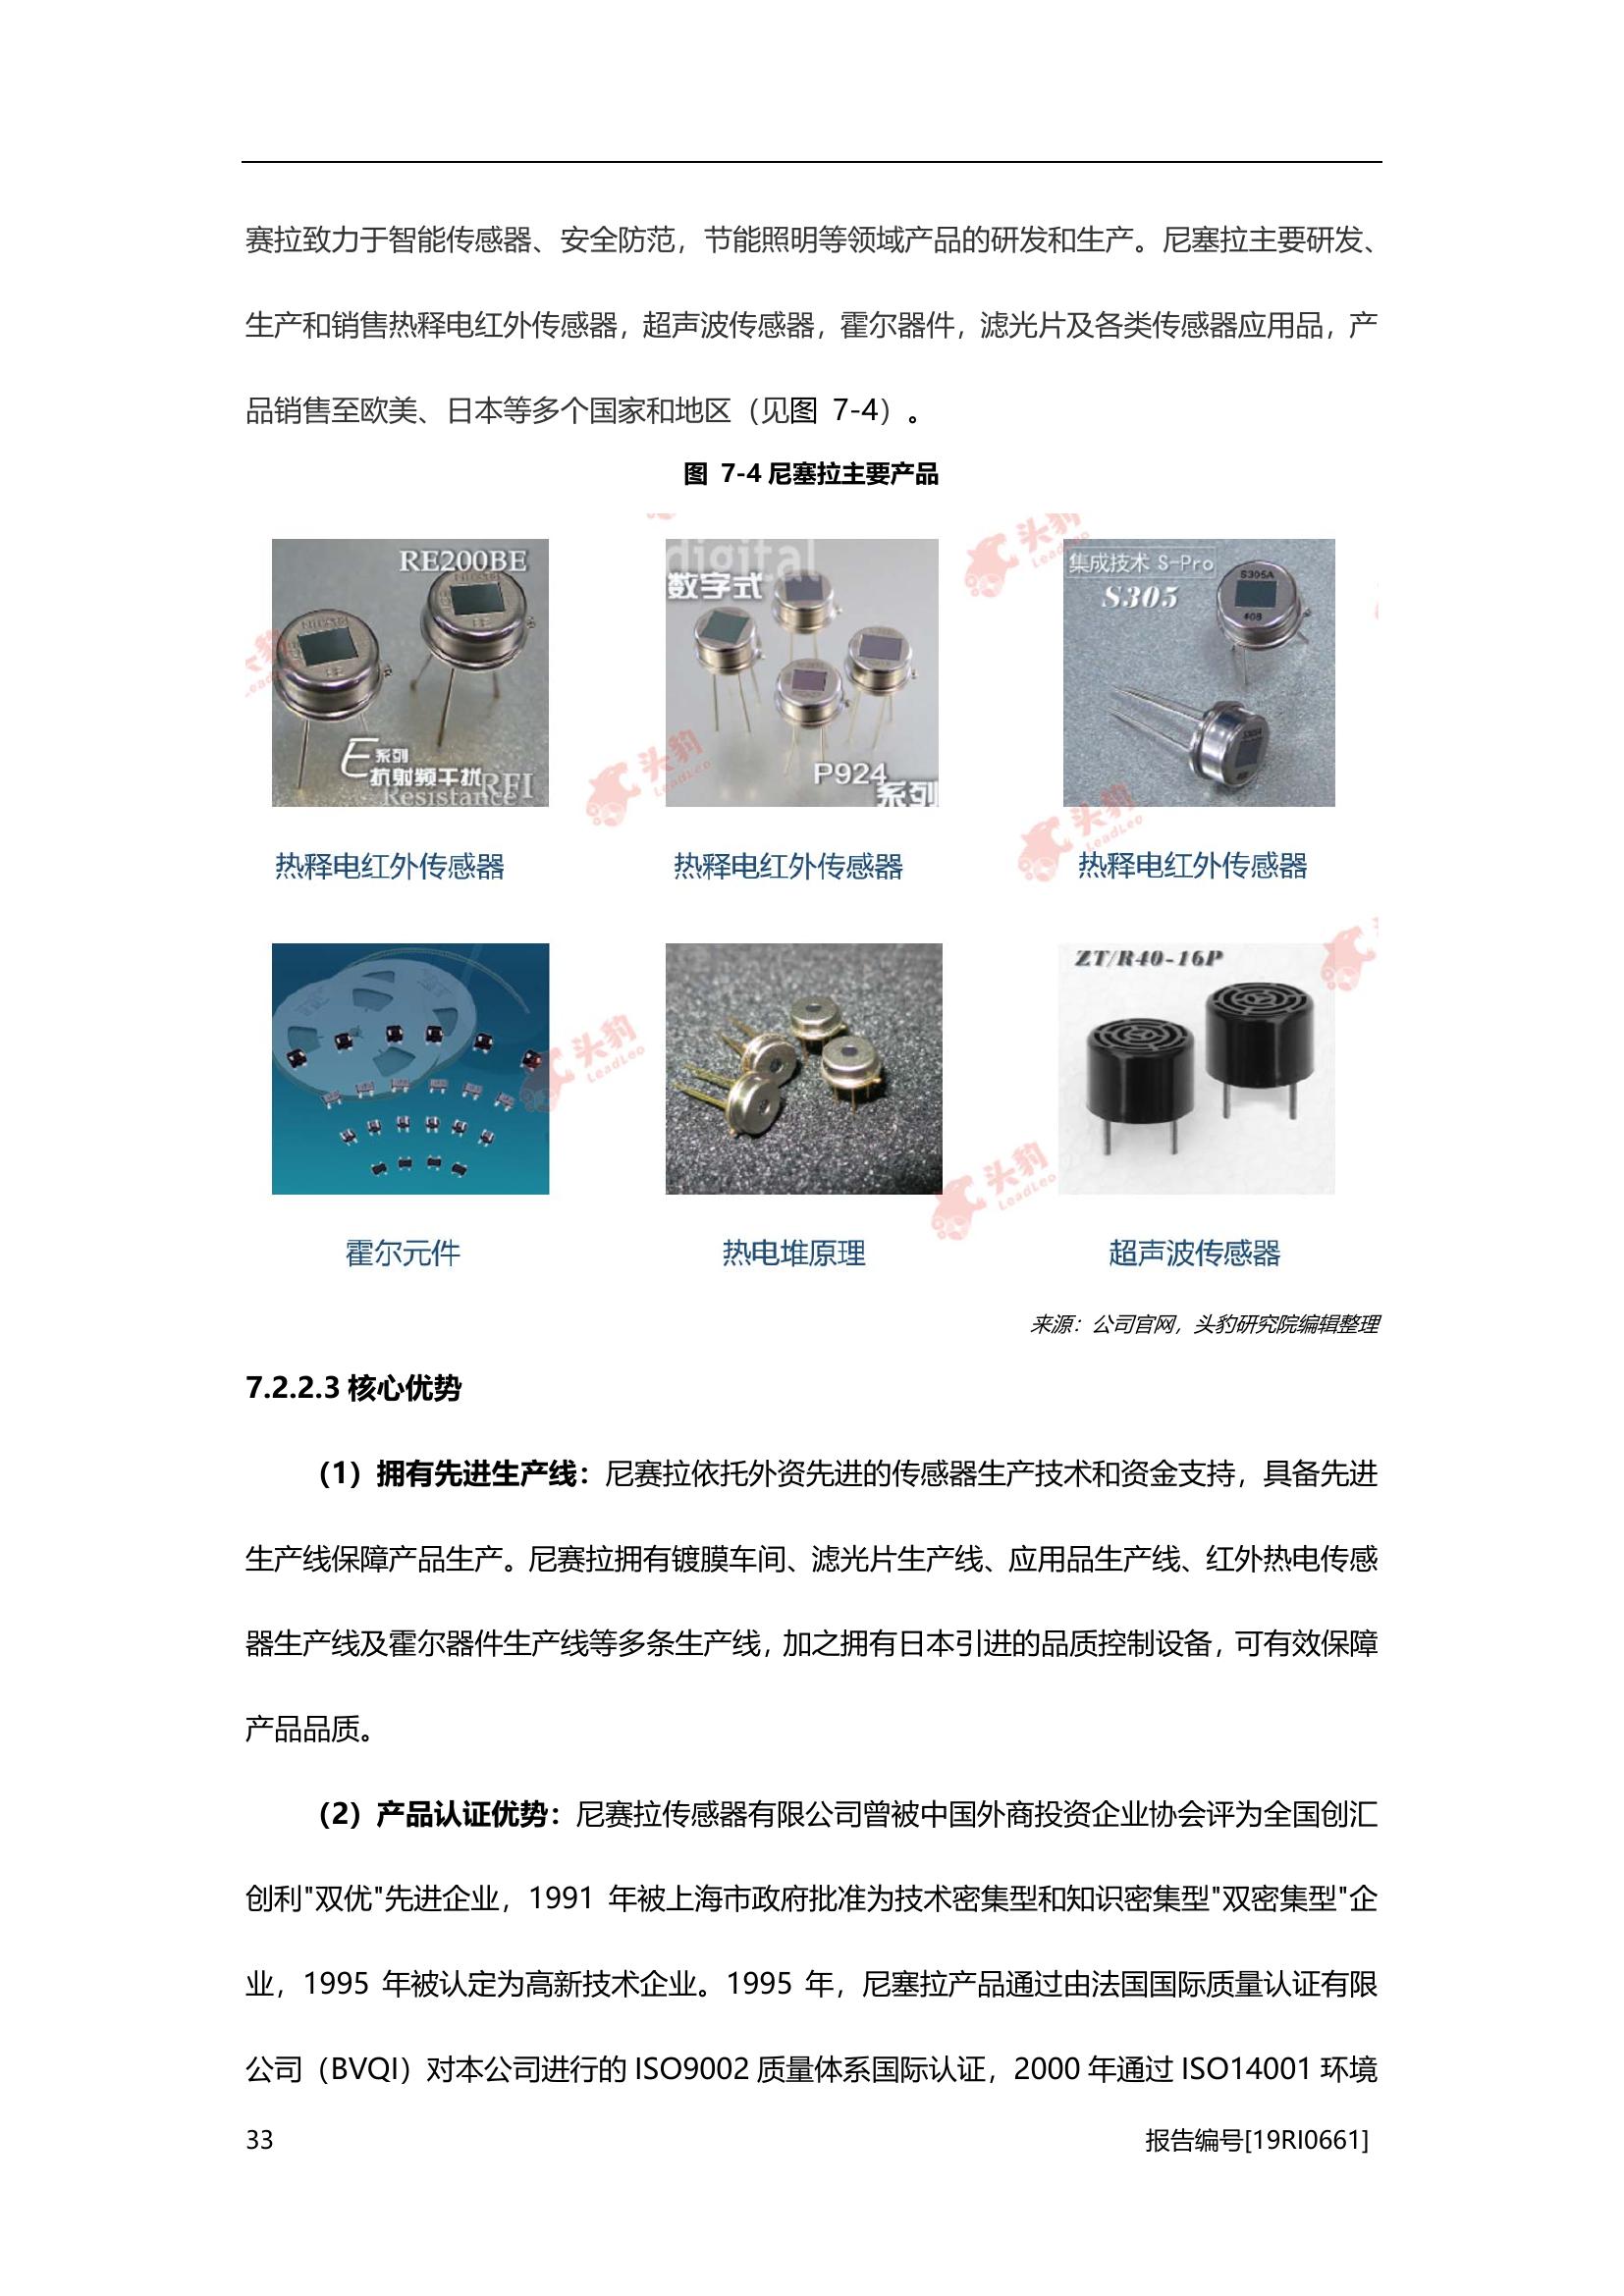 赛拉致力于智能传感器、安全防范，节能照明等领域产品的研发和生产。尼塞拉主要研发、
生产和销售热释电红外传感器，超声波传感器，霍尔器件，滤光片及各类传感器应用品，产
品销售至欧美、日本等多个国家和地区（见图 7-4）。
图 7-4 尼塞拉主要产品
RE200BE
E系列
抗射频干扰RFI
Resistance
digital
数字式
P924
系列
集成技术 S-Pro
S305
S305A
408
头豹
LeadLeo
头豹
LeadLeo
头豹
LeadLeo
热释电红外传感器
热释电红外传感器
热释电红外传感器
ZT/R40-16P
头豹
LeadLeo
头豹
LeadLeo
霍尔元件
热电堆原理
超声波传感器
来源：公司官网，头豹研究院编辑整理
7.2.2.3 核心优势
（1）拥有先进生产线：尼赛拉依托外资先进的传感器生产技术和资金支持，具备先进
生产线保障产品生产。尼赛拉拥有镀膜车间、滤光片生产线、应用品生产线、红外热电传感
器生产线及霍尔器件生产线等多条生产线，加之拥有日本引进的品质控制设备，可有效保障
产品品质。
（2）产品认证优势：尼赛拉传感器有限公司曾被中国外商投资企业协会评为全国创汇
创利"双优"先进企业，1991 年被上海市政府批准为技术密集型和知识密集型"双密集型"企
业，1995 年被认定为高新技术企业。1995 年，尼塞拉产品通过由法国国际质量认证有限
公司（BVQI）对本公司进行的 ISO9002 质量体系国际认证，2000 年通过 ISO14001 环境
33
报告编号[19RI0661]